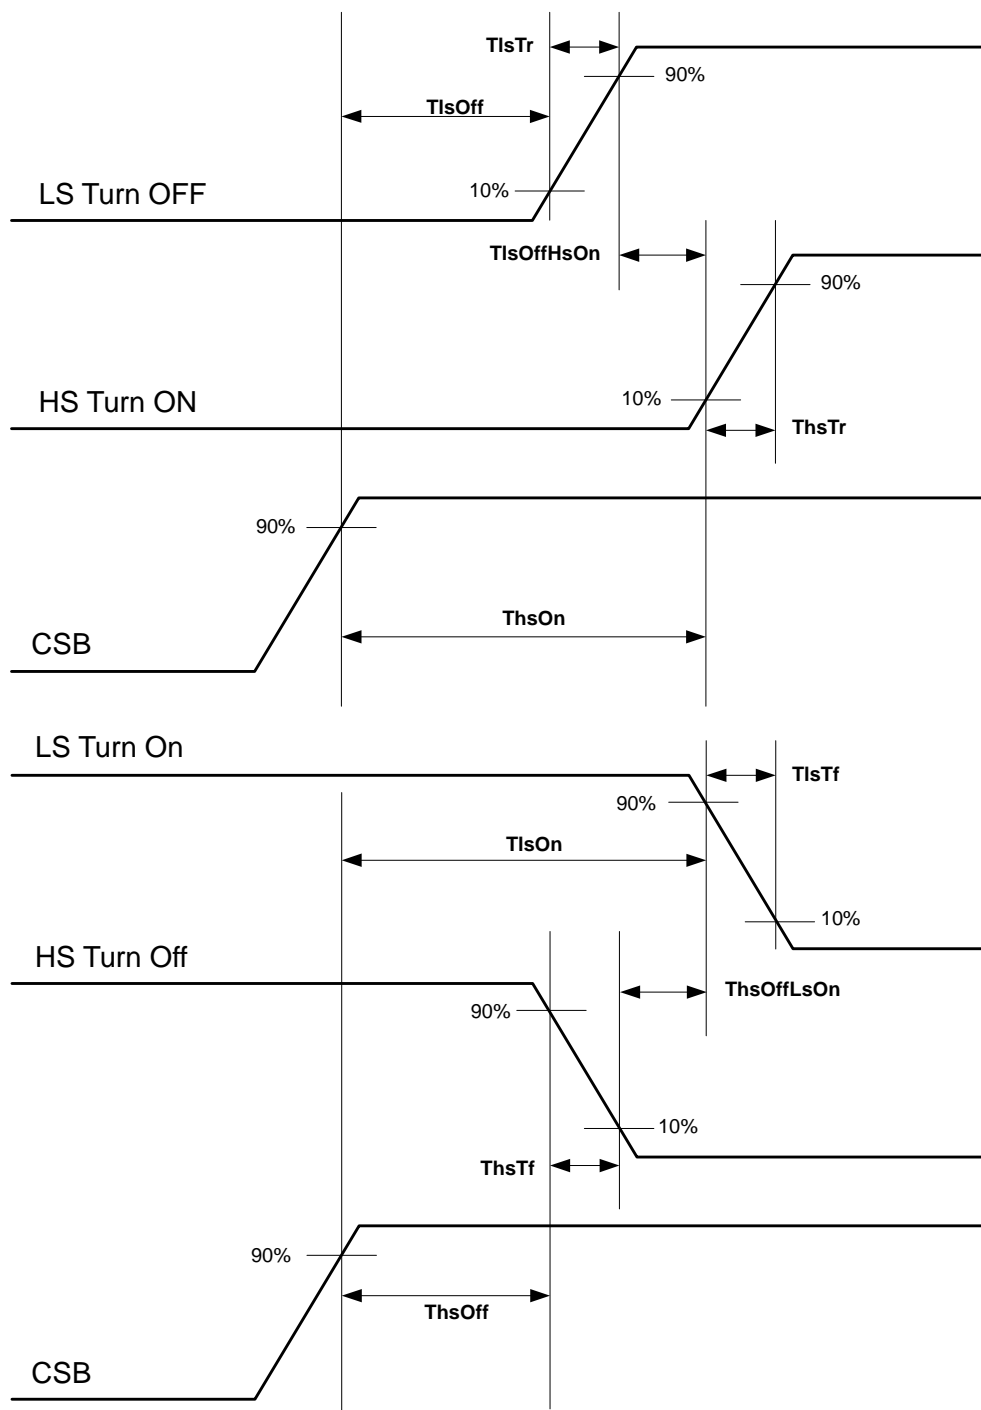 TlsTr
90%
TlsOff
10%
LS Turn OFF
TlsOffHsOn
90%
HS Turn ON
10%
ThsTr
90%
ThsOn
CSB
LS Turn On
TlsTf
90%
TlsOn
10%
HS Turn Off
ThsOffLsOn
90%
10%
ThsTf
90%
ThsOff
CSB